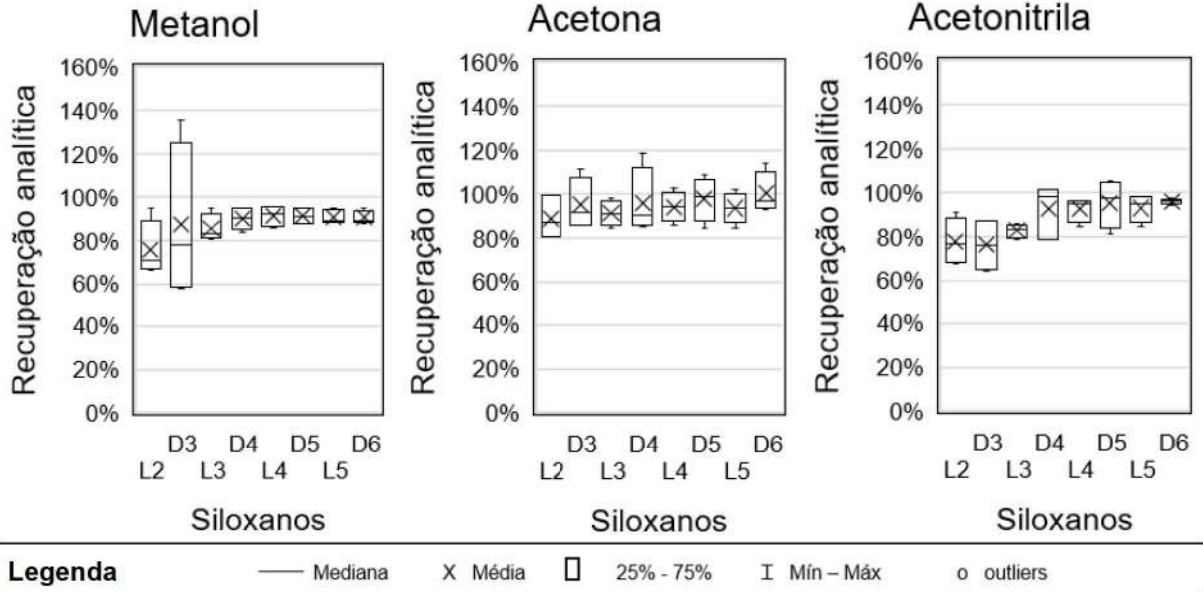 Metanol
Recuperação analítica
160%
140%
120%
100%
80%
60%
40%
20%
0%
D3 D4 D5 D6
L2 L3 L4 L5
Siloxanos
Acetona
Recuperação analítica
160%
140%
120%
100%
80%
60%
40%
20%
0%
D3 D4 D5 D6
L2 L3 L4 L5
Siloxanos
Acetonitrila
Recuperação analítica
160%
140%
120%
100%
80%
60%
40%
20%
0%
D3 D4 D5 D6
L2 L3 L4 L5
Siloxanos
Legenda — Mediana X Média 25% - 75% Mín – Máx o outliers